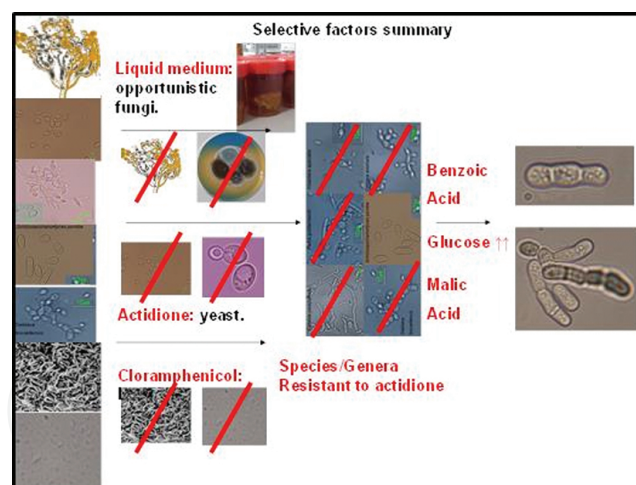 Selective factors summary
Liquid medium:
opportunistic
fungi.
Benzoic
Acid
Glucose ↑↑
Malic
Acid
Actidione: yeast.
Cloramphenicol:
Species/Genera
Resistant to actidione